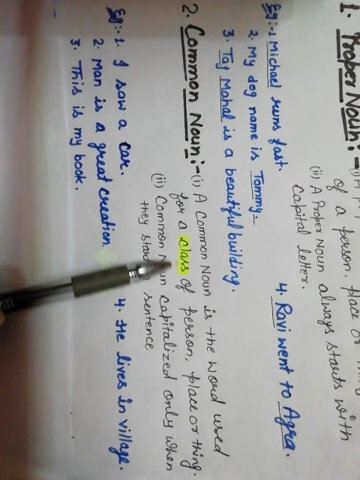 1. Proper Noun:-(i)
of a person, place or
(ii) A Proper Noun always starts with
capital letter.
Eg:-1 Michael runs fast.
2. My dog name is Tommy.
3. Taj Mahal is a beautiful building.
4. Ravi went to Agra.
2. Common Noun:-(i) A Common Noun is the word used
for a class of person, place or thing.
(ii) Common capitalized only when
they sentence
Eg:- 1. I saw a car.
2. Man is a great creation
3. This is my book.
4. He lives in village.